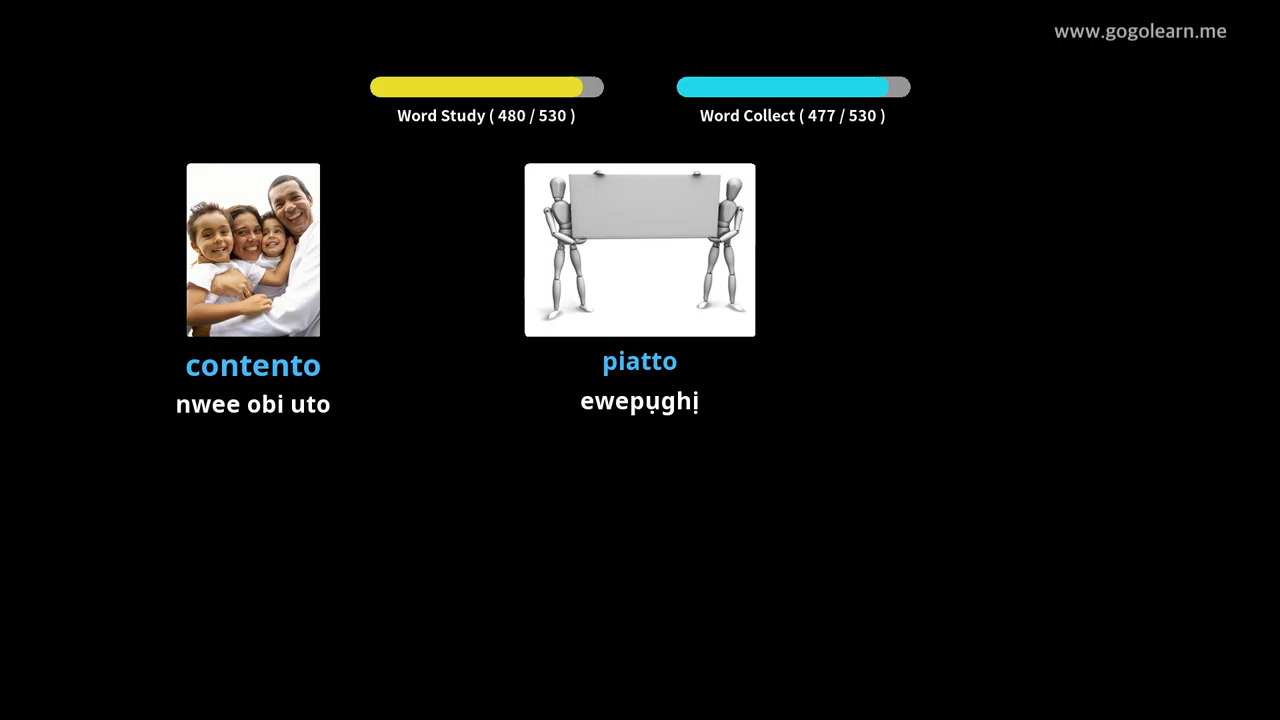 www.gogolearn.me
Word Study ( 480 / 530 )
Word Collect ( 477 / 530 )
contento
nwee obi uto
piatto
ewepụghị